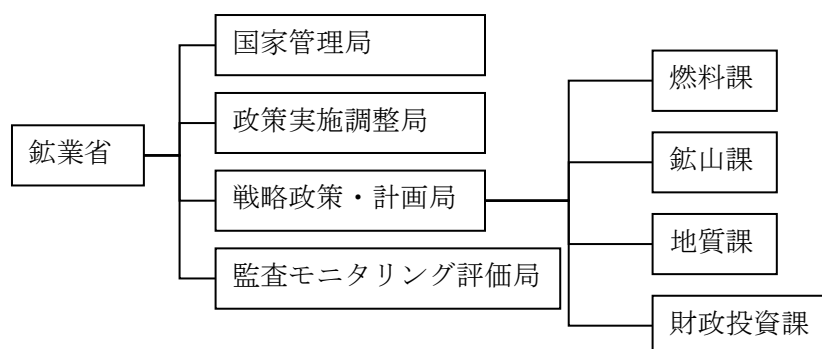 鉱業省
国家管理局
政策実施調整局
戦略政策・計画局
監査モニタリング評価局
燃料課
鉱山課
地質課
財政投資課